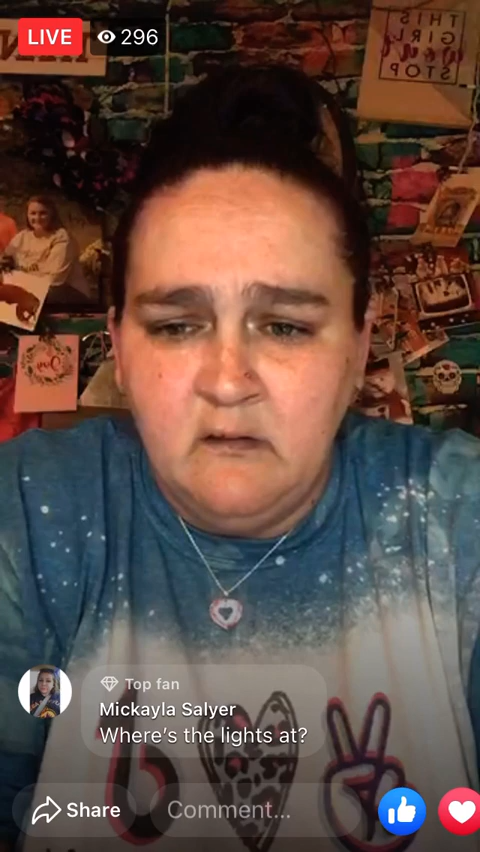 LIVE
296
THIS
GIRL
STOP
Top fan
Mickayla Salyer
Where's the lights at?
Share
Comment...